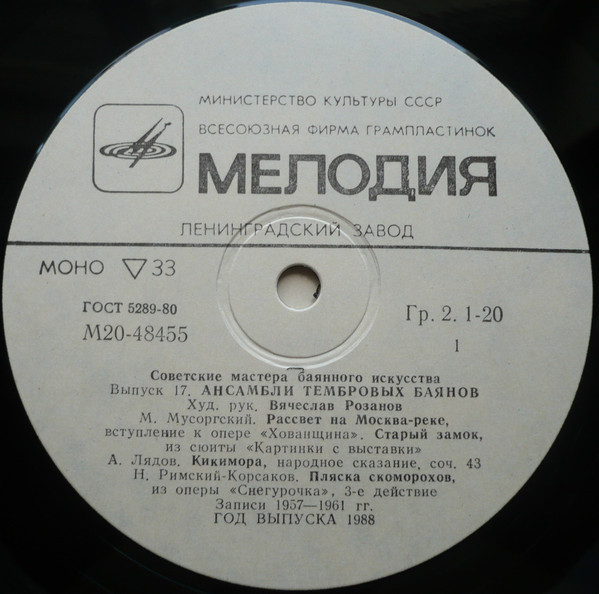 МИНИСТЕРСТВО КУЛЬТУРЫ СССР
ВСЕСОЮЗНАЯ ФИРМА ГРАМПЛАСТИНОК
МЕЛОДИЯ
ЛЕНИНГРАДСКИЙ ЗАВОД
МОНО ▽ 33
ГОСТ 5289-80
М20-48455
Гр. 2. 1-20
1
Советские мастера баянного искусства
Выпуск 17. АНСАМБЛИ ТЕМБРОВЫХ БАЯНОВ
Худ. рук. Вячеслав Розанов
М. Мусоргский. Рассвет на Москва-реке,
вступление к опере «Хованщина». Старый замок,
из сюиты «Картинки с выставки»
А. Лядов. Кикимора, народное сказание, соч. 43
Н. Римский-Корсаков. Пляска скоморохов,
из оперы «Снегурочка», 3-е действие
Записи 1957—1961 гг.
ГОД ВЫПУСКА 1988